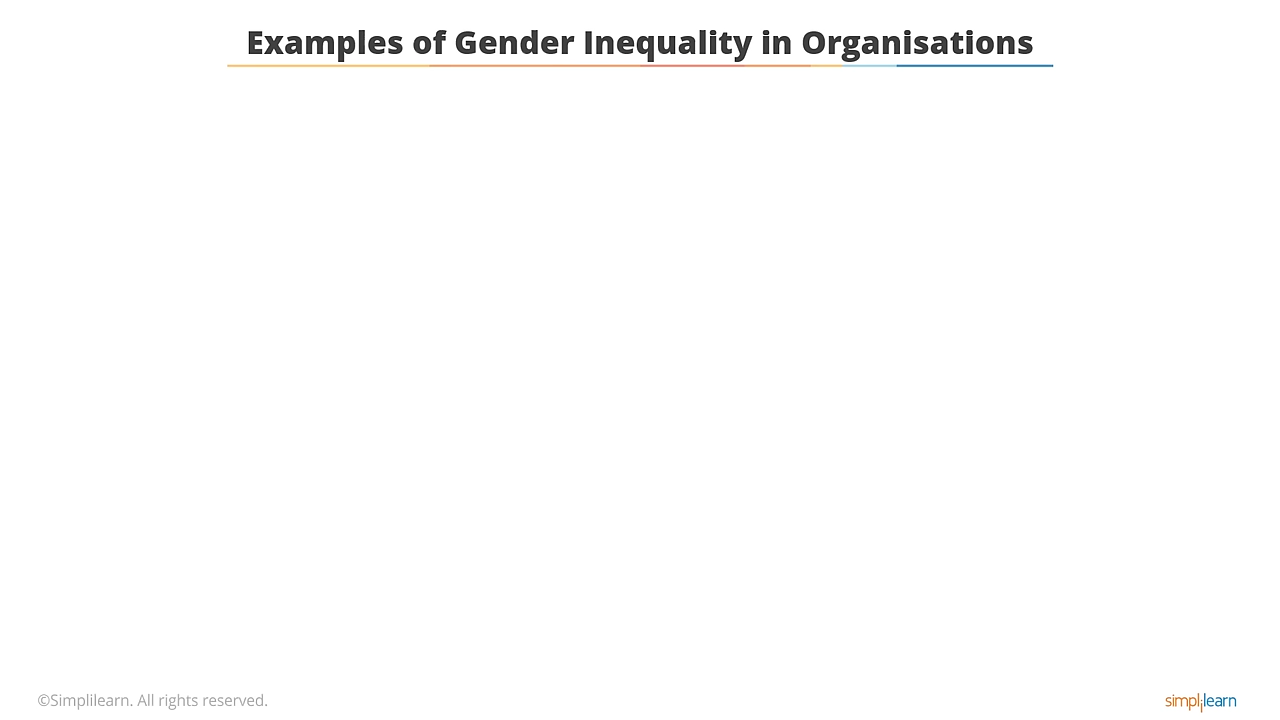 Examples of Gender Inequality in Organisations
©Simplilearn. All rights reserved.
simplilearn